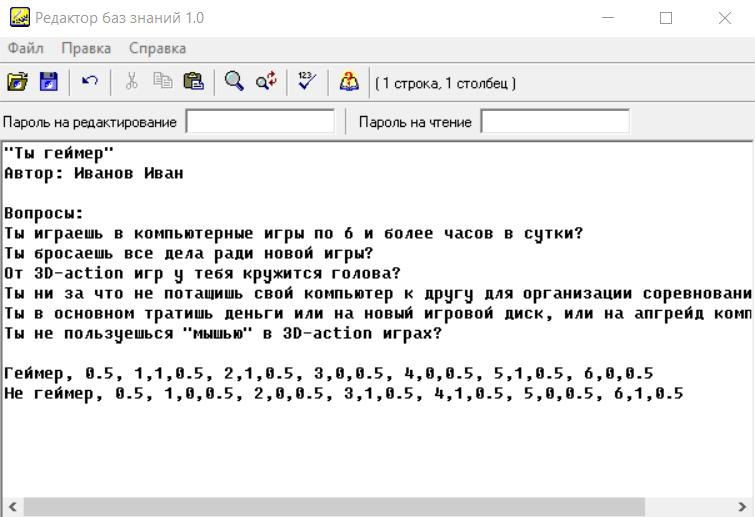 Редактор баз знаний 1.0
Файл Правка Справка
123 ( 1 строка, 1 столбец )
Пароль на редактирование Пароль на чтение
"Ты геймер"
Автор: Иванов Иван
Вопросы:
Ты играешь в компьютерные игры по 6 и более часов в сутки?
Ты бросаешь все дела ради новой игры?
От 3D-action игр у тебя кружится голова?
Ты ни за что не потащишь свой компьютер к другу для организации соревновани
Ты в основном тратишь деньги или на новый игровой диск, или на апгрейд комп
Ты не пользуешься "мышью" в 3D-action играх?
Геймер, 0.5, 1,1,0.5, 2,1,0.5, 3,0,0.5, 4,0,0.5, 5,1,0.5, 6,0,0.5
Не геймер, 0.5, 1,0,0.5, 2,0,0.5, 3,1,0.5, 4,1,0.5, 5,0,0.5, 6,1,0.5